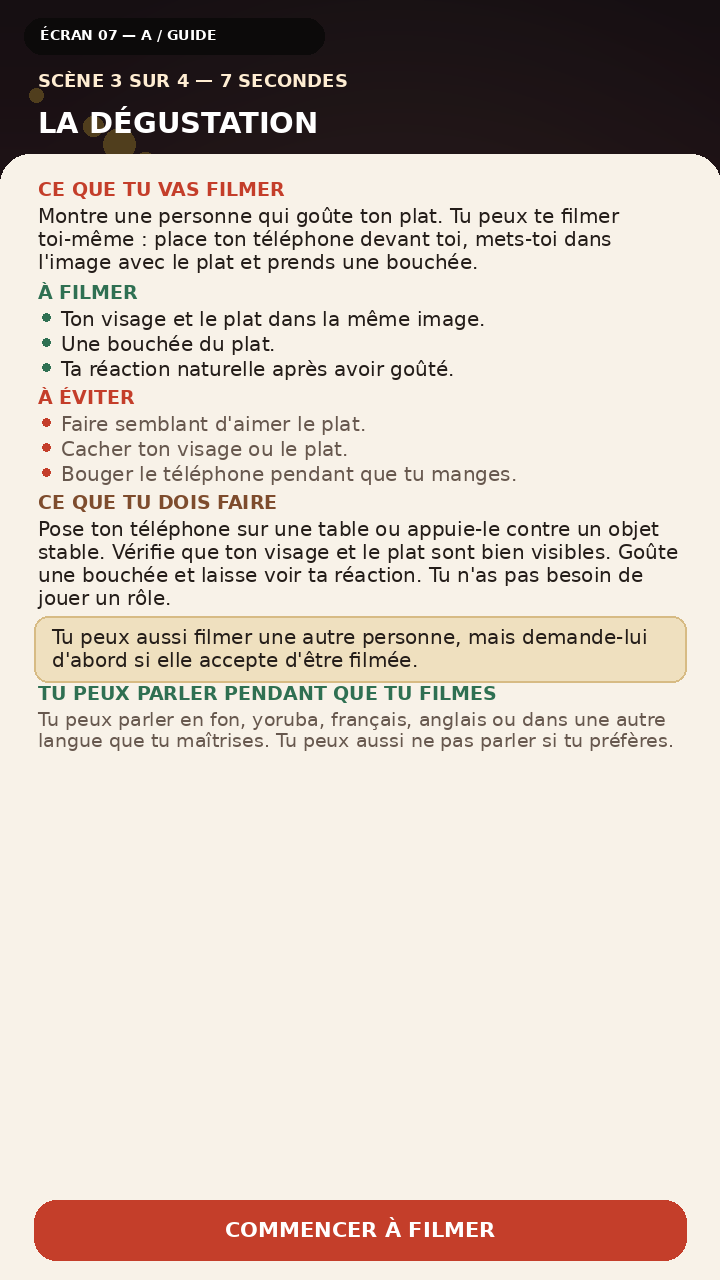 ÉCRAN 07 — A / GUIDE
SCÈNE 3 SUR 4 — 7 SECONDES
LA DÉGUSTATION
CE QUE TU VAS FILMER
Montre une personne qui goûte ton plat. Tu peux te filmer
toi-même : place ton téléphone devant toi, mets-toi dans
l'image avec le plat et prends une bouchée.
À FILMER
• Ton visage et le plat dans la même image.
• Une bouchée du plat.
• Ta réaction naturelle après avoir goûté.
À ÉVITER
• Faire semblant d'aimer le plat.
• Cacher ton visage ou le plat.
• Bouger le téléphone pendant que tu manges.
CE QUE TU DOIS FAIRE
Pose ton téléphone sur une table ou appuie-le contre un objet
stable. Vérifie que ton visage et le plat sont bien visibles. Goûte
une bouchée et laisse voir ta réaction. Tu n'as pas besoin de
jouer un rôle.
Tu peux aussi filmer une autre personne, mais demande-lui
d'abord si elle accepte d'être filmée.
TU PEUX PARLER PENDANT QUE TU FILMES
Tu peux parler en fon, yoruba, français, anglais ou dans une autre
langue que tu maîtrises. Tu peux aussi ne pas parler si tu préfères.
COMMENCER À FILMER